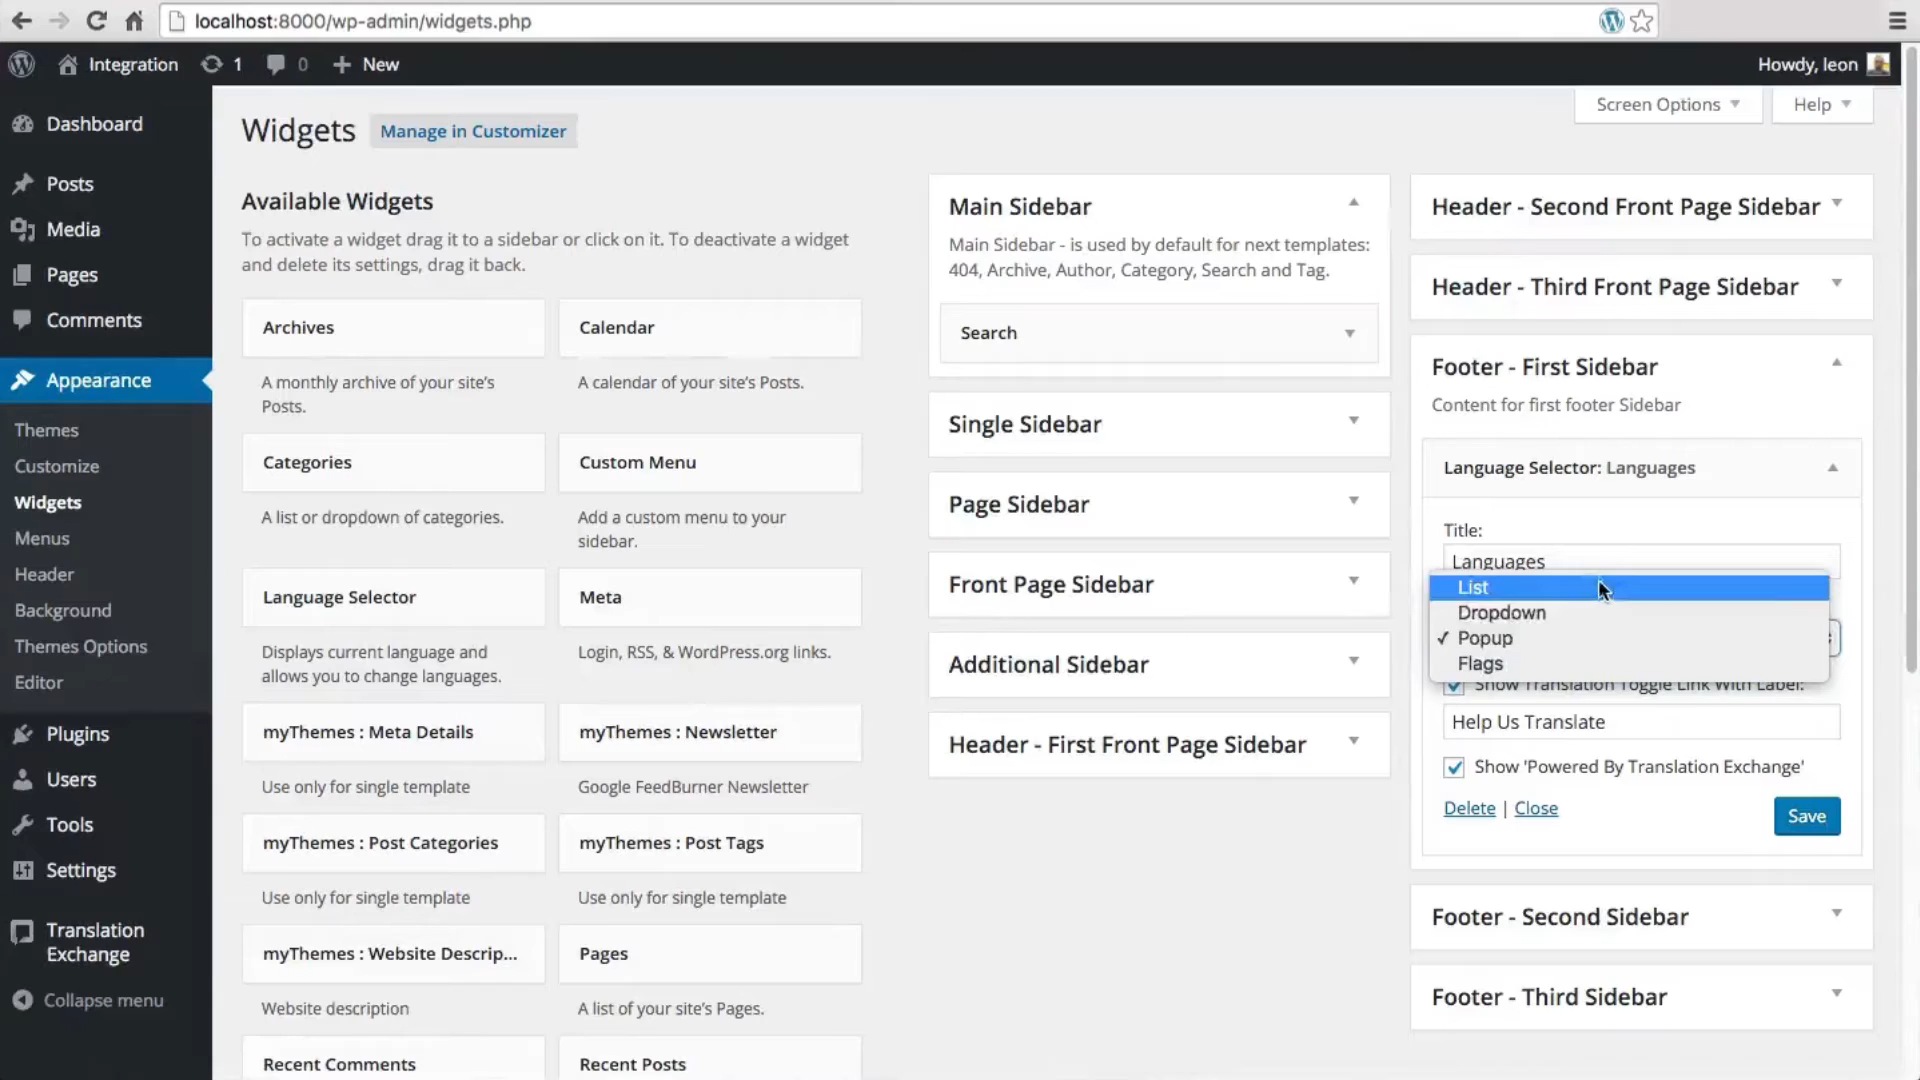 localhost:8000/wp-admin/widgets.php
Integration
1
0
New
Howdy, leon
Dashboard
Posts
Media
Pages
Comments
Appearance
Themes
Customize
Widgets
Menus
Header
Background
Themes Options
Editor
Plugins
Users
Tools
Settings
Translation
Exchange
Collapse menu
Screen Options
Help
Widgets
Manage in Customizer
Available Widgets
To activate a widget drag it to a sidebar or click on it. To deactivate a widget
and delete its settings, drag it back.
Archives
A monthly archive of your site's
Posts.
Calendar
A calendar of your site's Posts.
Categories
A list or dropdown of categories.
Custom Menu
Add a custom menu to your
sidebar.
Language Selector
Displays current language and
allows you to change languages.
Meta
Login, RSS, & WordPress.org links.
myThemes : Meta Details
Use only for single template
myThemes : Newsletter
Google FeedBurner Newsletter
myThemes : Post Categories
Use only for single template
myThemes : Post Tags
Use only for single template
myThemes : Website Descrip...
Website description
Pages
A list of your site's Pages.
Recent Comments
Recent Posts
Main Sidebar
Main Sidebar - is used by default for next templates:
404, Archive, Author, Category, Search and Tag.
Search
Single Sidebar
Page Sidebar
Front Page Sidebar
Additional Sidebar
Header - First Front Page Sidebar
Header - Second Front Page Sidebar
Header - Third Front Page Sidebar
Footer - First Sidebar
Content for first footer Sidebar
Language Selector: Languages
Title:
Languages
List
Dropdown
✓ Popup
Flags
Show Translation Toggle Link With Label:
Help Us Translate
Show 'Powered By Translation Exchange'
Delete | Close
Save
Footer - Second Sidebar
Footer - Third Sidebar